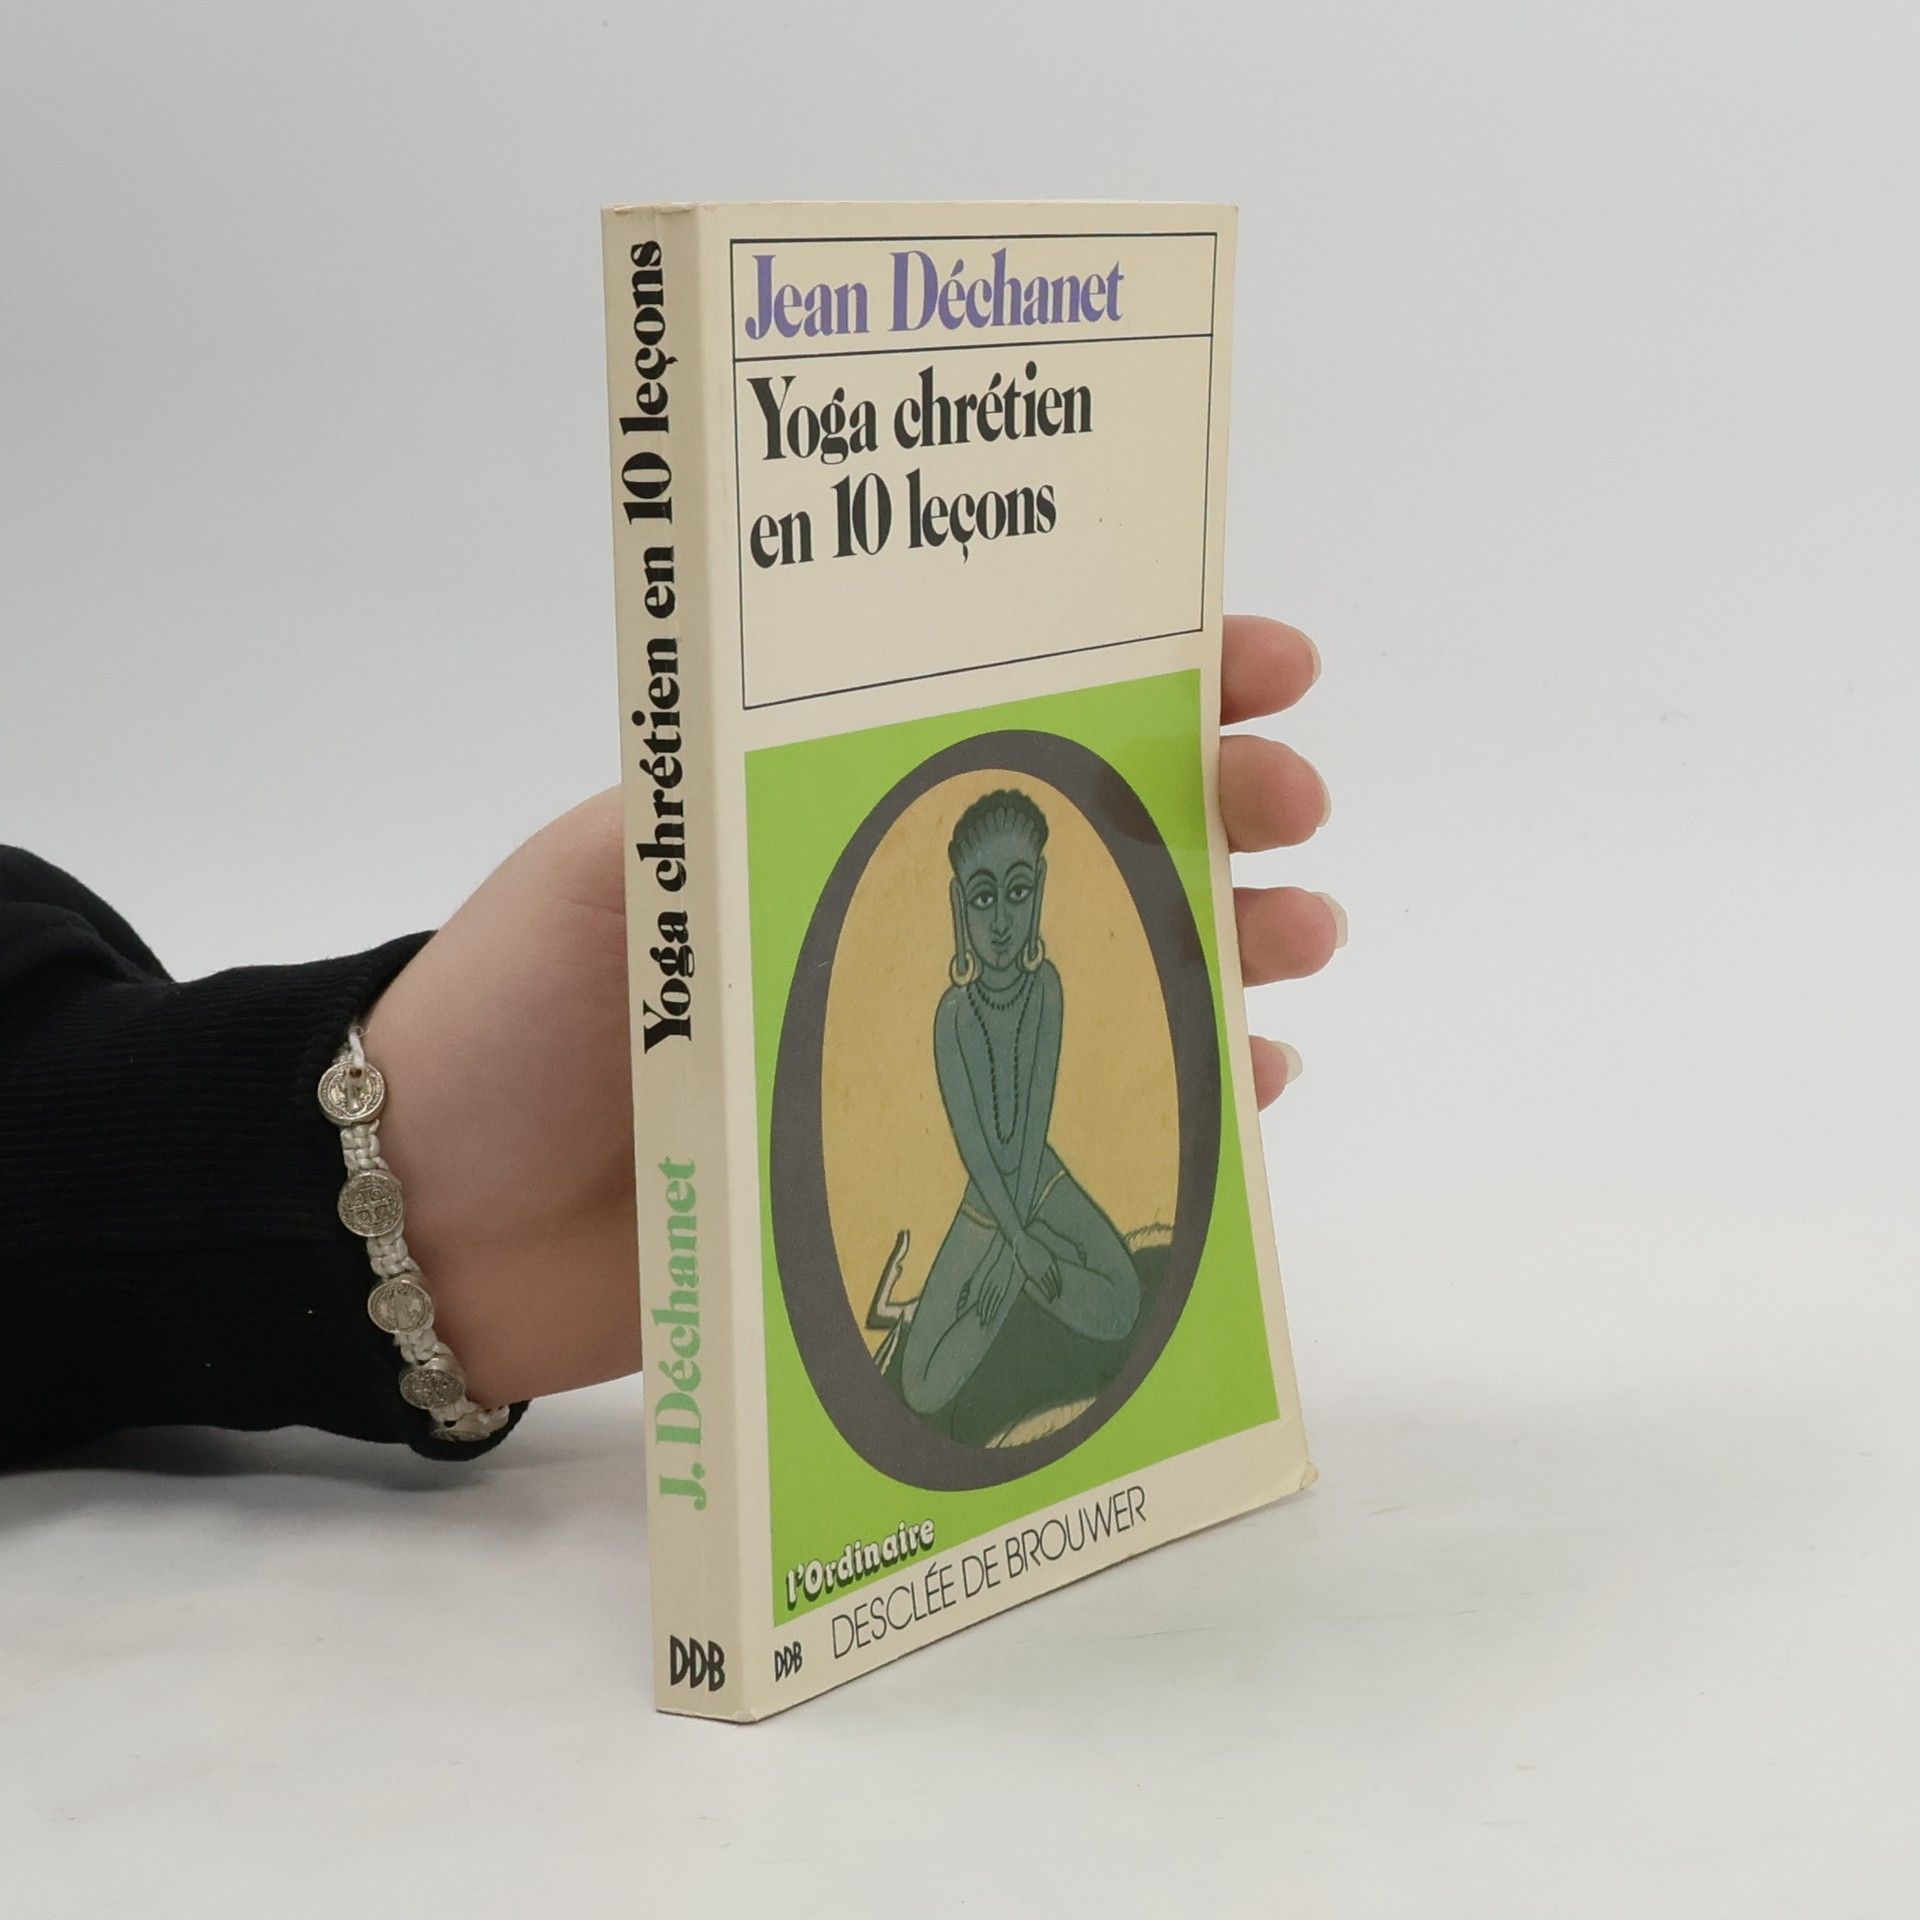 Yoga chrétien en 10 leçons
J. Déchanet
DDB
Jean Déchanet
Yoga chrétien
en 10 leçons
l'Ordinaire
DDB DESCLÉE DE BROUWER